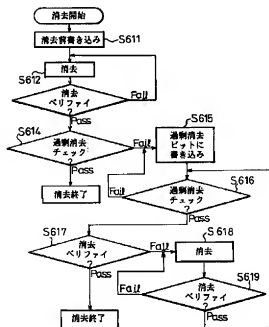 消去開始
消去前書き込み
S611
S612
消去
消去
ベリファイ
?
Fail
Pass
S614
過剰消去
チェック
?
Fail
Pass
消去終了
S615
過剰消去
ビットに
書き込み
S616
過剰消去
チェック
?
Fail
Pass
S617
消去
ベリファイ
?
Fail
Pass
消去終了
S618
消去
S619
消去
ベリファイ
?
Fail
Pass